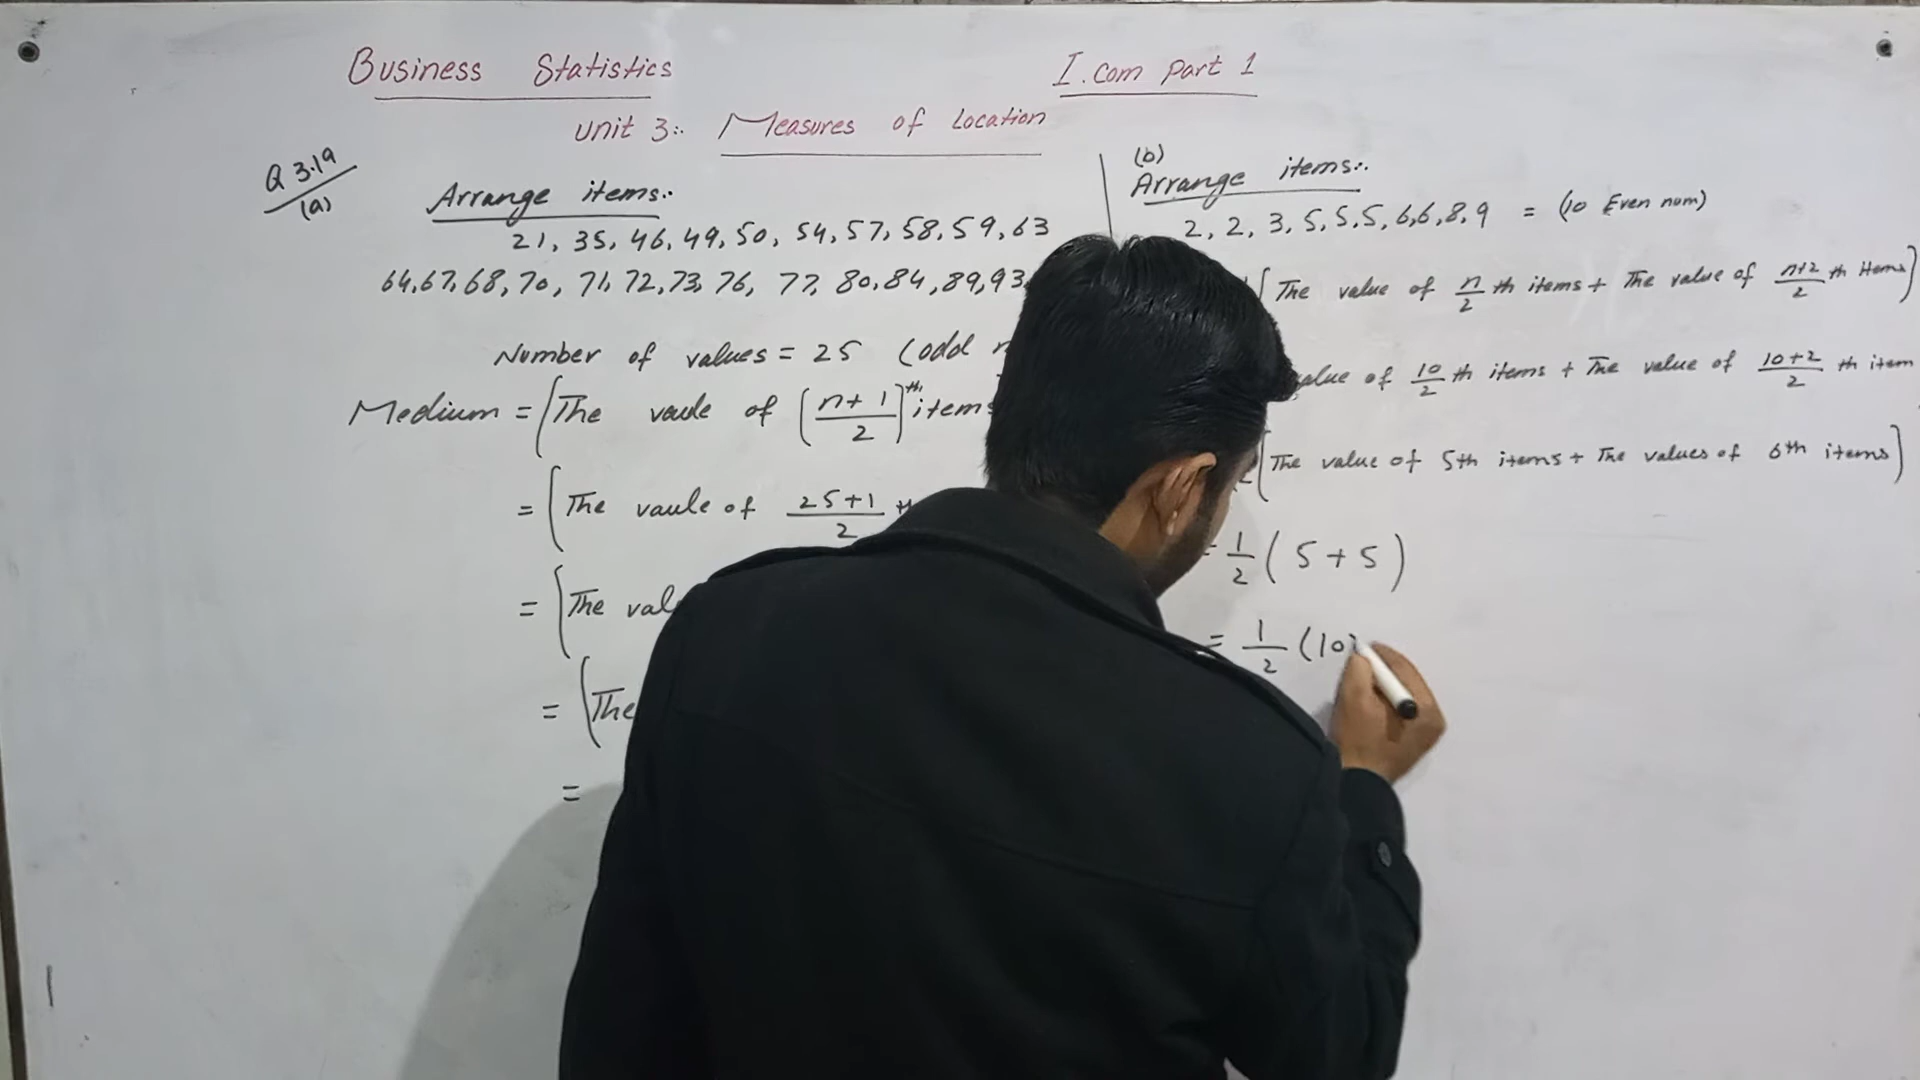 Business Statistics I.com Part 1
Unit 3:. Measures of Location
Q 3.19
(a)
Arrange items:.
21, 35, 46, 49, 50, 54, 57, 58, 59, 63
64, 67, 68, 70, 71, 72, 73, 76, 77, 80, 84, 89, 93
Number of values = 25 (odd
Medium = (The vaule of (n+1/2)th items
= (The vaule of 25+1/2 th
= (The val
= (The
=
(b)
Arrange items:.
2, 2, 3, 5, 5, 5, 6, 6, 8, 9 = (10 Even num)
[The value of n/2 th items + The value of n+2/2 th items]
alue of 10/2 th items + The value of 10+2/2 th item
[The value of 5th items + The values of 6th items]
= 1/2 (5 + 5)
= 1/2 (10)